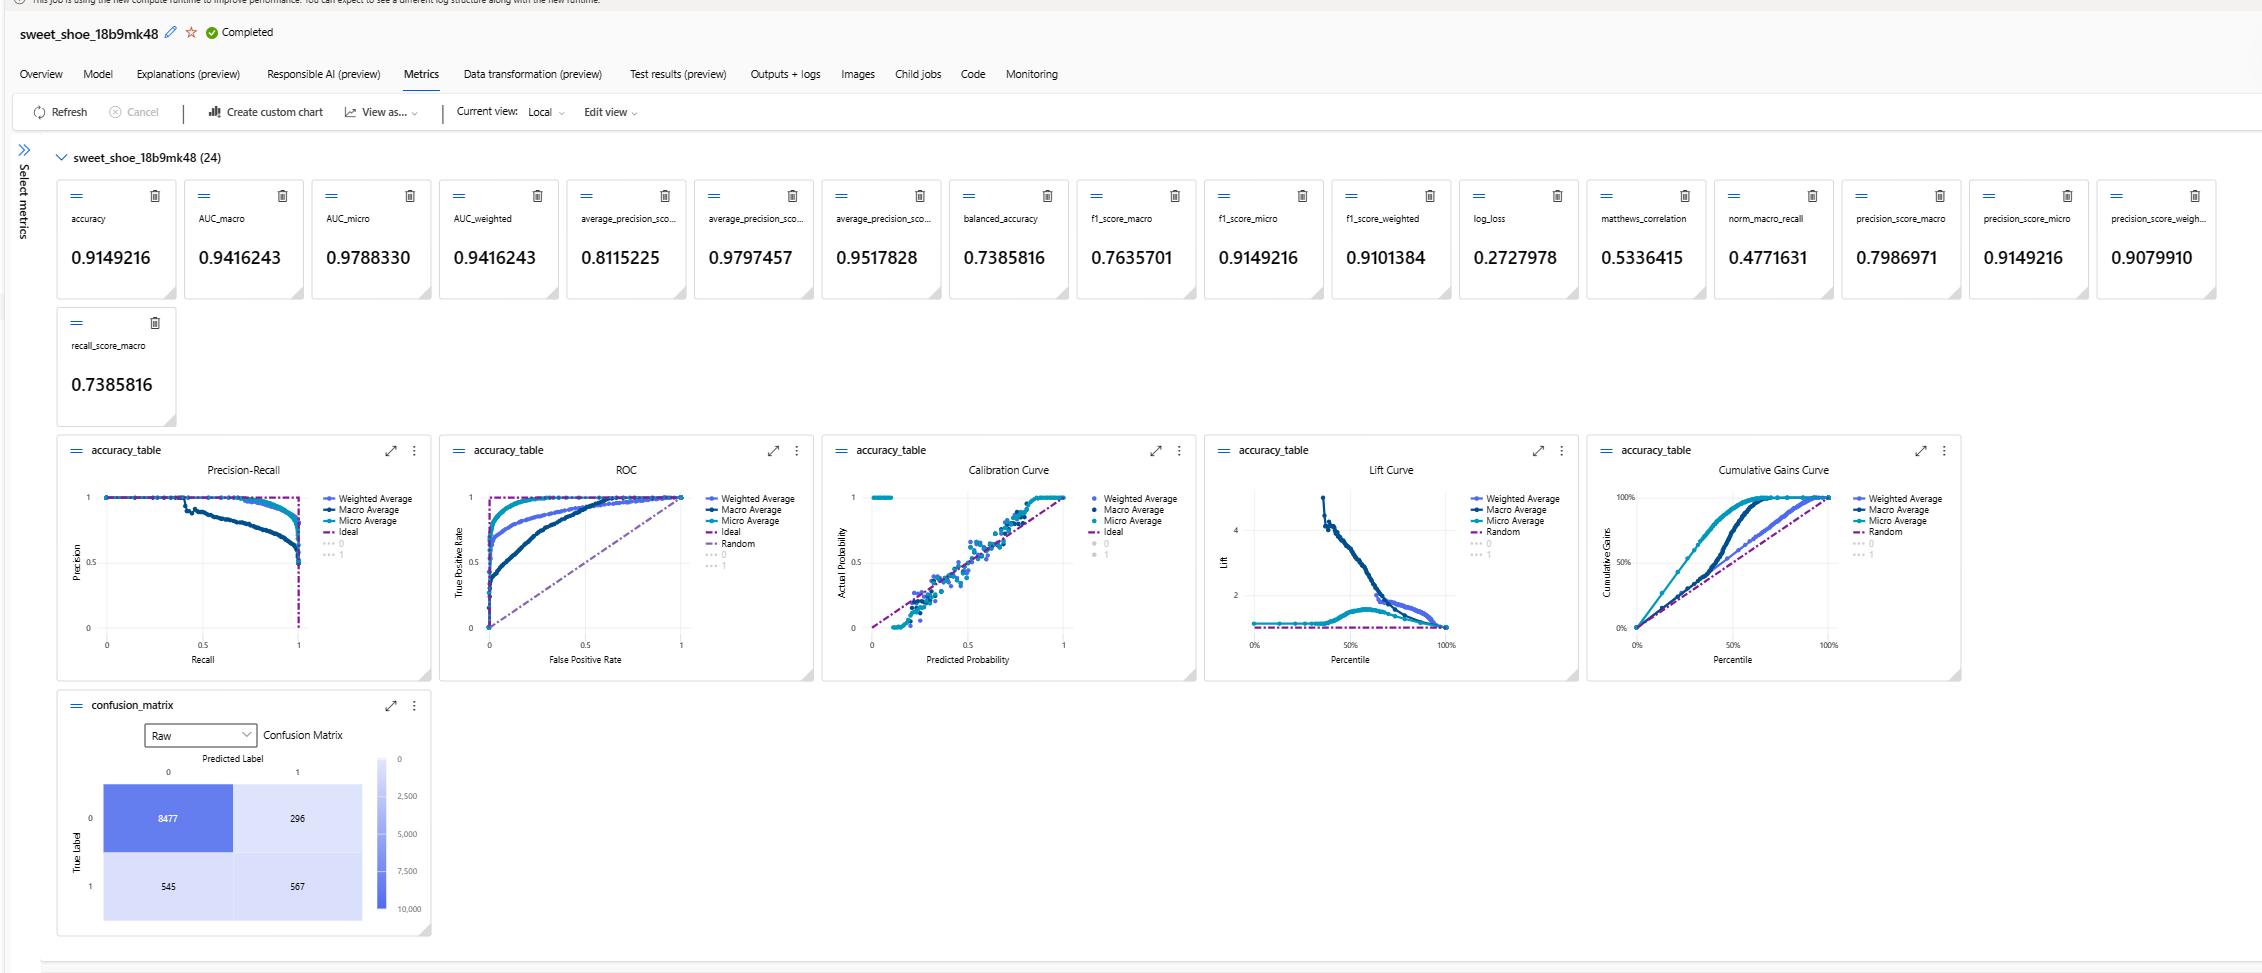 This job is using the new compute runtime to improve performance. You can expect to see a different log structure along with the new runtime.
sweet_shoe_18b9mk48 Completed
Overview Model Explanations (preview) Responsible AI (preview) Metrics Data transformation (preview) Test results (preview) Outputs + logs Images Child jobs Code Monitoring
Refresh Cancel | Create custom chart View as... | Current view: Local Edit view
Select metrics
sweet_shoe_18b9mk48 (24)
accuracy AUC_macro AUC_micro AUC_weighted average_precision_sco... average_precision_sco... average_precision_sco... balanced_accuracy f1_score_macro f1_score_micro f1_score_weighted log_loss matthews_correlation norm_macro_recall precision_score_macro precision_score_micro precision_score_weigh...
0.9149216 0.9416243 0.9788330 0.9416243 0.8115225 0.9797457 0.9517828 0.7385816 0.7635701 0.9149216 0.9101384 0.2727978 0.5336415 0.4771631 0.7986971 0.9149216 0.9079910
recall_score_macro
0.7385816
accuracy_table
Precision-Recall
Precision
1
0.5
0
0 0.5 1
Recall
Weighted Average
Macro Average
Micro Average
Ideal
0
1
accuracy_table
ROC
True Positive Rate
1
0.5
0
0 0.5 1
False Positive Rate
Weighted Average
Macro Average
Micro Average
Ideal
Random
0
1
accuracy_table
Calibration Curve
Actual Probability
1
0.5
0
0 0.5 1
Predicted Probability
Weighted Average
Macro Average
Micro Average
Ideal
0
1
accuracy_table
Lift Curve
Lift
4
2
0% 50% 100%
Percentile
Weighted Average
Macro Average
Micro Average
Random
0
1
accuracy_table
Cumulative Gains Curve
Cumulative Gains
100%
50%
0%
0% 50% 100%
Percentile
Weighted Average
Macro Average
Micro Average
Random
0
1
confusion_matrix
Raw Confusion Matrix
Predicted Label
0 1
True Label
0 8477 296
1 545 567
0
2,500
5,000
7,500
10,000